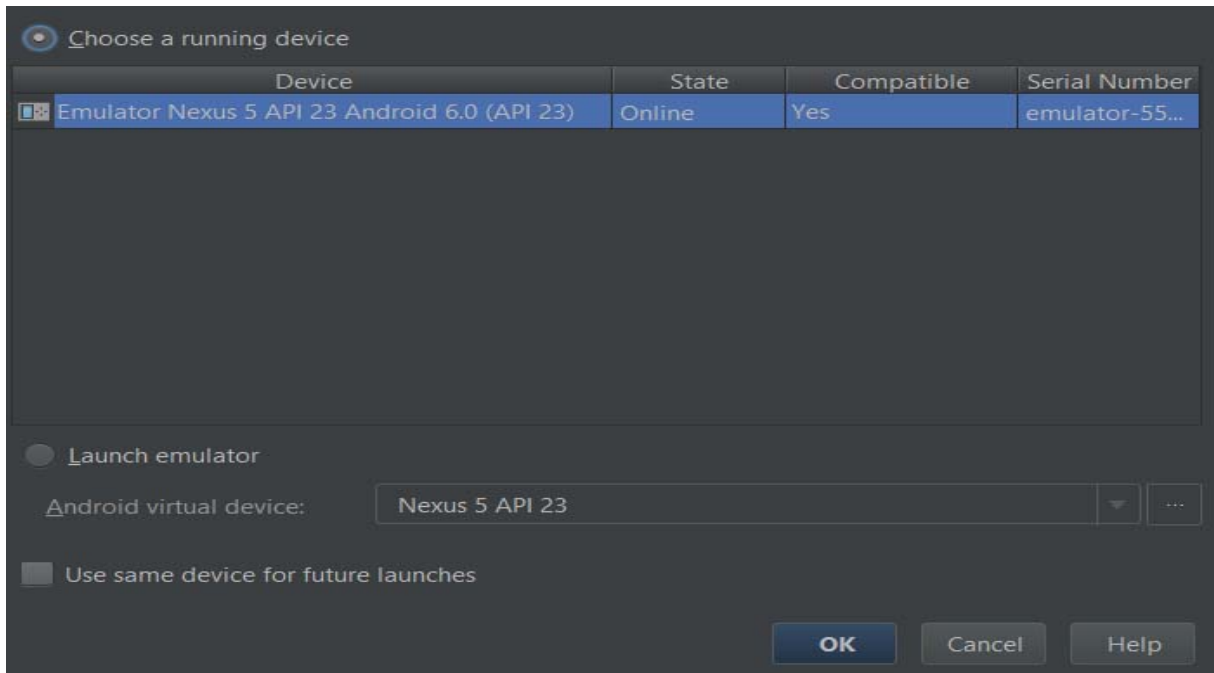 Choose a running device
Device State Compatible Serial Number
Emulator Nexus 5 API 23 Android 6.0 (API 23) Online Yes emulator-55...
Launch emulator
Android virtual device: Nexus 5 API 23 ...
Use same device for future launches
OK Cancel Help